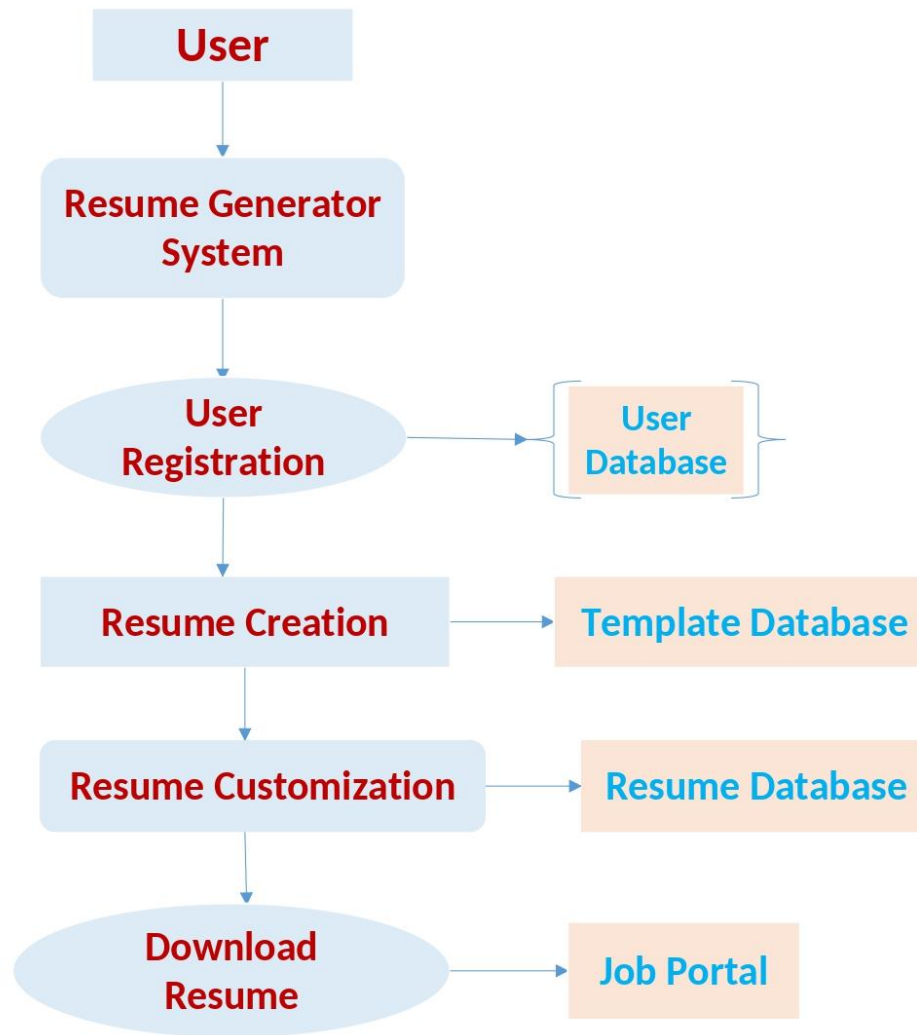 User
Resume Generator
System
User
Registration
User
Database
Resume Creation
Template Database
Resume Customization
Resume Database
Download
Resume
Job Portal